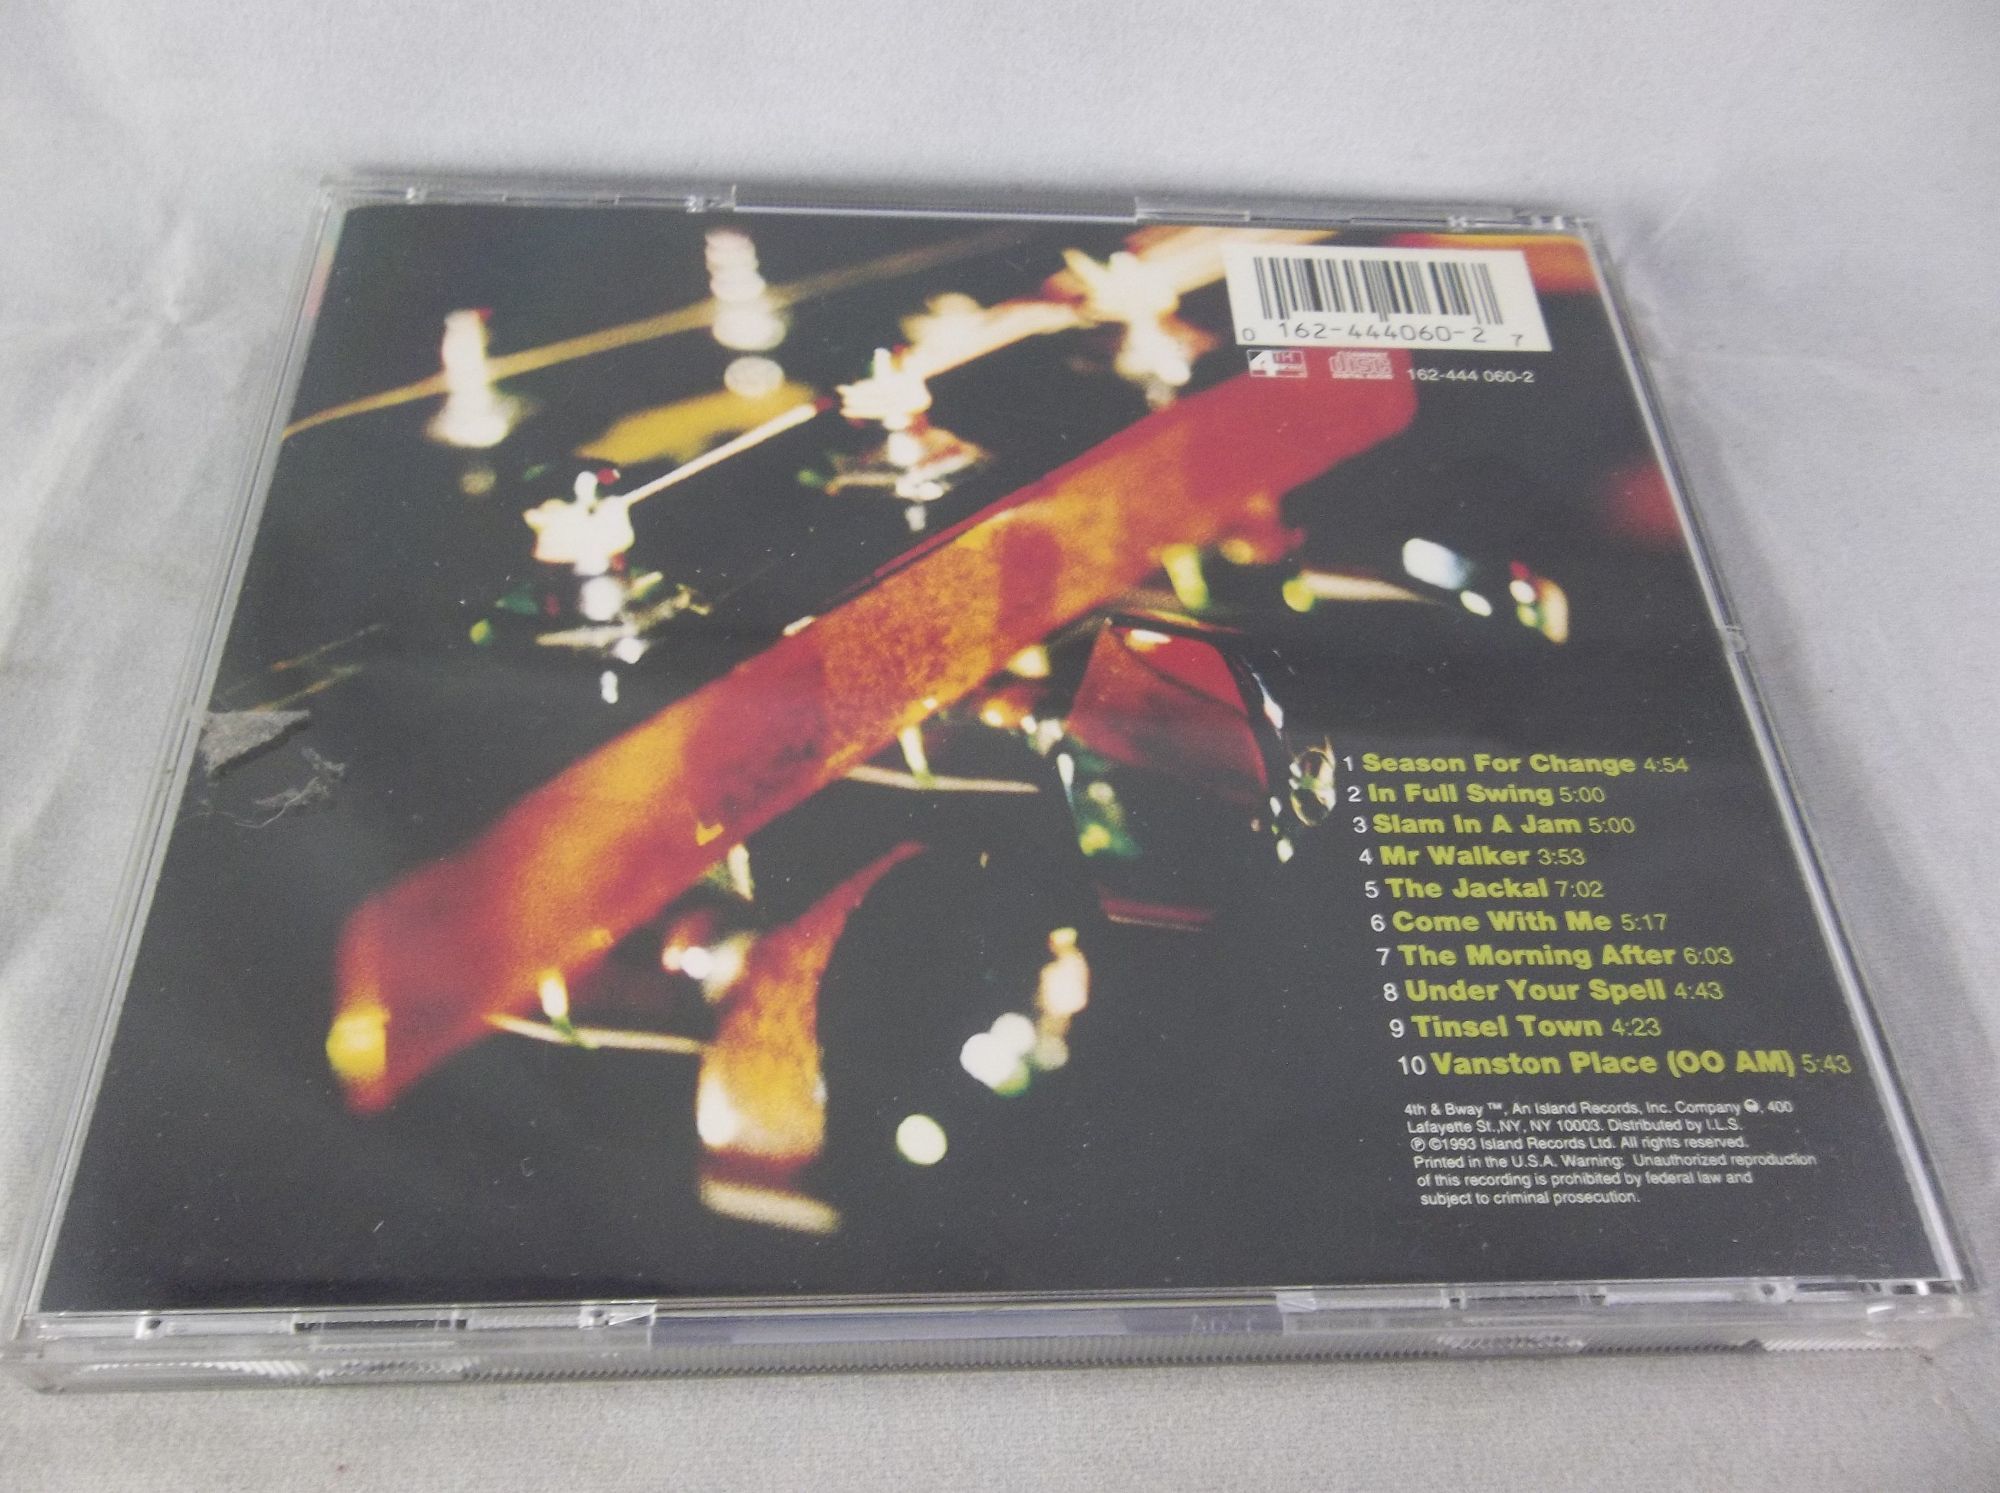 0 162-444060-2 7
4TH
COMPACT
disc
DIGITAL AUDIO
162-444 060-2
1 Season For Change 4:54
2 In Full Swing 5:00
3 Slam In A Jam 5:00
4 Mr Walker 3:53
5 The Jackal 7:02
6 Come With Me 5:17
7 The Morning After 6:03
8 Under Your Spell 4:43
9 Tinsel Town 4:23
10 Vanston Place (OO AM) 5:43
4th & Bway ™, An Island Records, Inc. Company , 400
Lafayette St.,NY, NY 10003. Distributed by I.L.S.
℗ ©1993 Island Records Ltd. All rights reserved.
Printed in the U.S.A. Warning: Unauthorized reproduction
of this recording is prohibited by federal law and
subject to criminal prosecution.